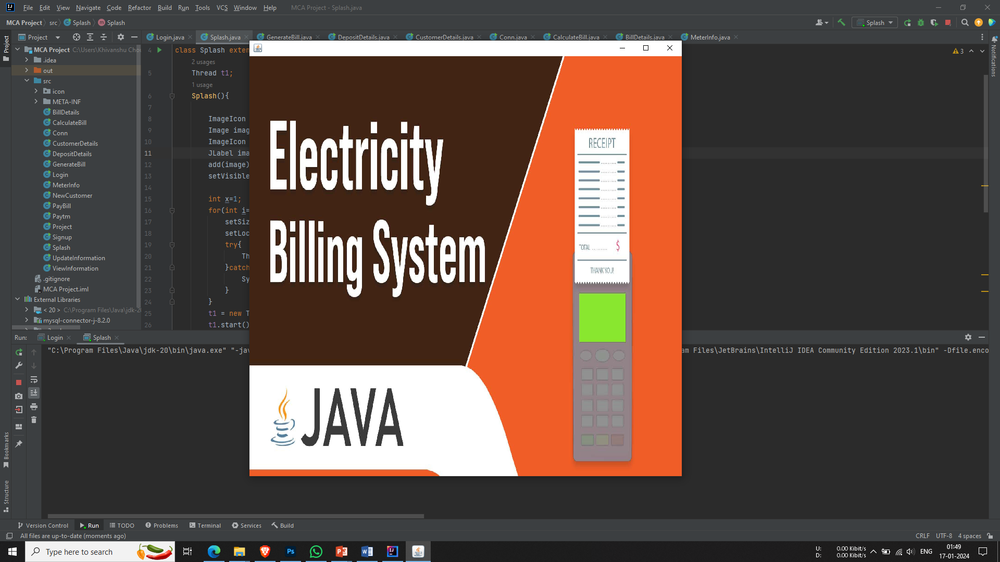 File Edit View Navigate Code Refactor Build Run Tools VCS Window Help MCA Project - Splash.java
MCA Project src Splash Splash
Splash
Project
Login.java Splash.java GenerateBill.java DepositDetails.java CustomerDetails.java Conn.java CalculateBill.java BillDetails.java MeterInfo.java
Project
Notifications
MCA Project C:\Users\Khivanshu Chou
.idea
out
src
icon
META-INF
BillDetails
CalculateBill
Conn
CustomerDetails
DepositDetails
GenerateBill
Login
MeterInfo
NewCustomer
PayBill
Paytm
Project
Signup
Splash
UpdateInformation
ViewInformation
.gitignore
MCA Project.iml
External Libraries
< 20 > C:\Program Files\Java\jdk-20
mysql-connector-j-8.2.0
3
4 class Splash exten
2 usages
5 Thread t1;
1 usage
6 Splash(){
7
8 ImageIcon
9 Image imag
10 ImageIcon
11 JLabel ima
12 add(image)
13 setVisible
14
15 int x=1;
16 for(int i=
17 setSiz
18 setLoc
19 try{
20 Th
21 }catch
22 Sy
23 }
24 }
25 t1 = new T
26 t1.start()
Electricity
Billing System
JAVA
RECEIPT
TOTAL ......... $
THANK YOU!
Run: Login Splash
"C:\Program Files\Java\jdk-20\bin\java.exe" "-jav
am Files\JetBrains\IntelliJ IDEA Community Edition 2023.1\bin" -Dfile.enco
Bookmarks
Structure
Version Control Run TODO Problems Terminal Services Build
All files are up-to-date (moments ago)
CRLF UTF-8 4 spaces
Type here to search
Ps
U: 0.00 Kibit/s
D: 0.00 Kibit/s
ENG
01:49
17-01-2024